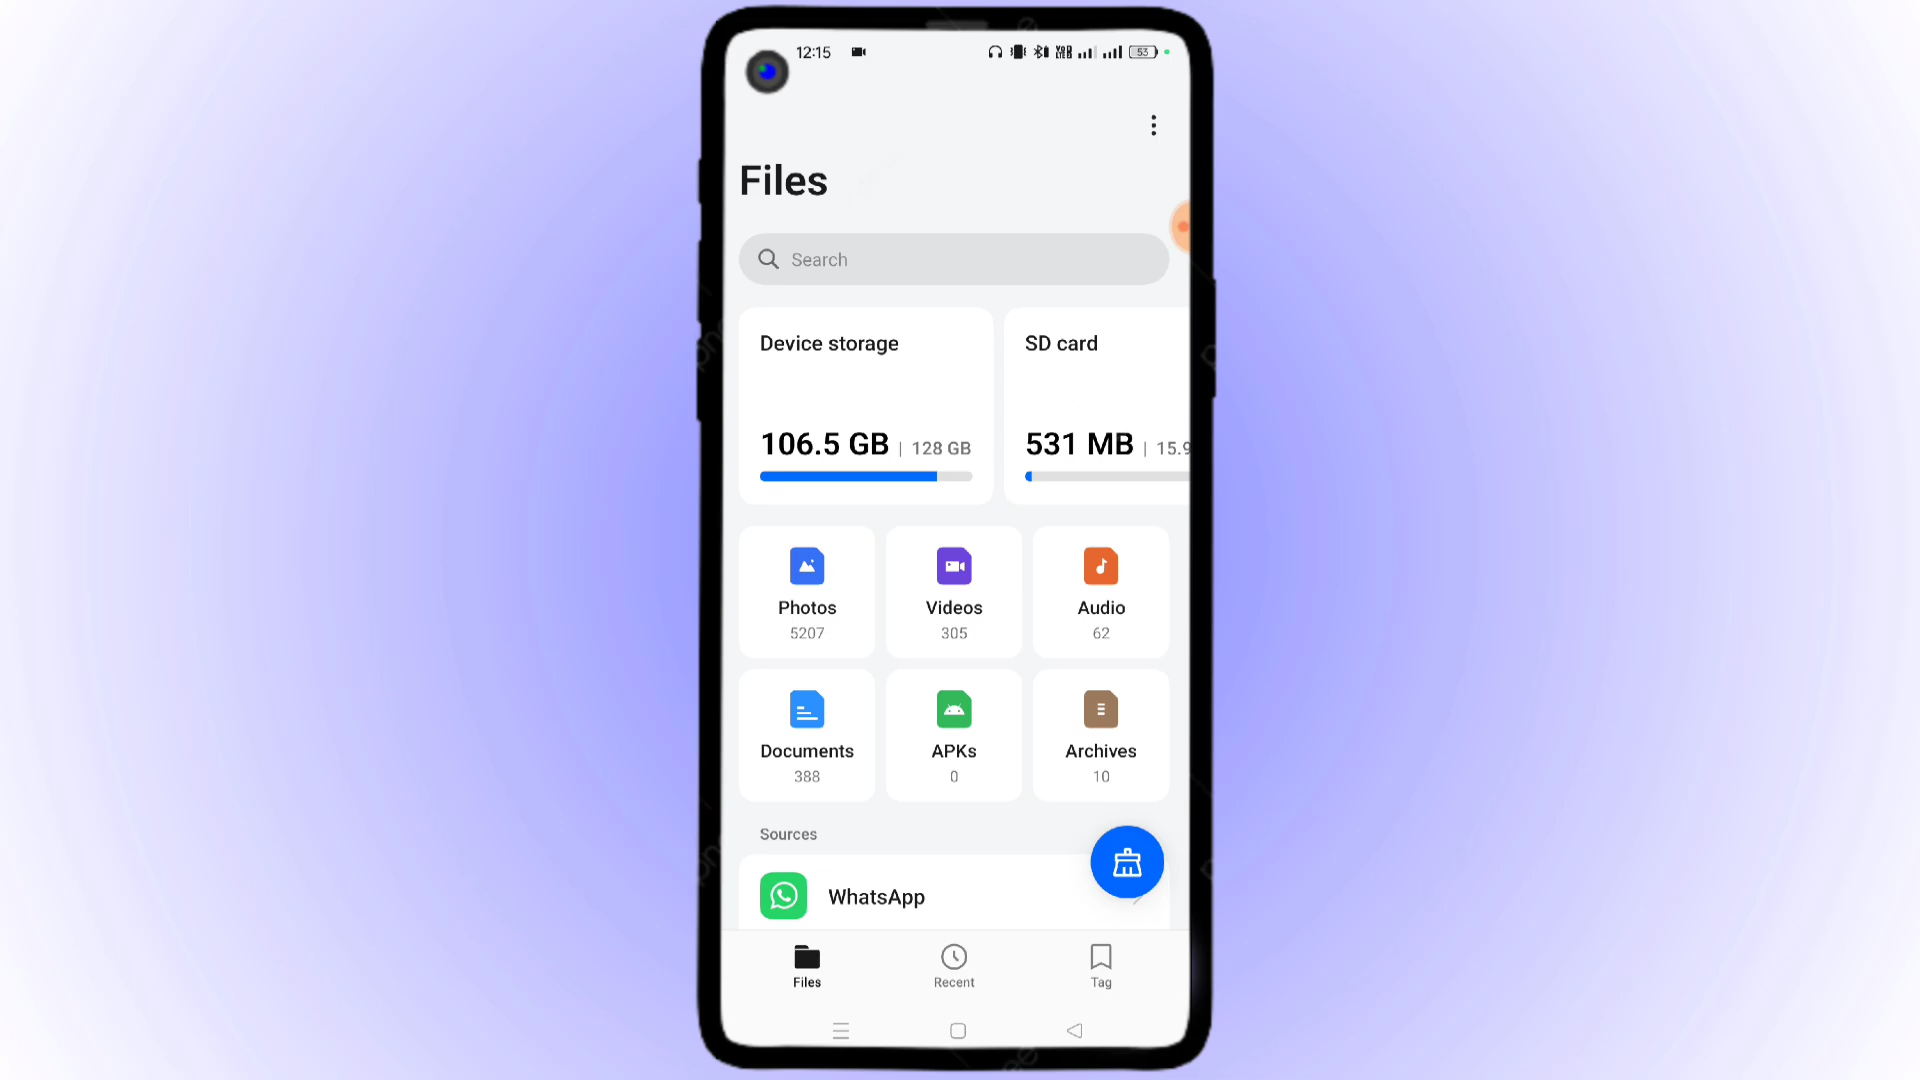 12:15
53
Files
Search
Device storage
SD card
106.5 GB | 128 GB
531 MB | 15.9
Photos
Videos
Audio
5207
305
62
Documents
APKs
Archives
388
0
10
Sources
WhatsApp
Files
Recent
Tag